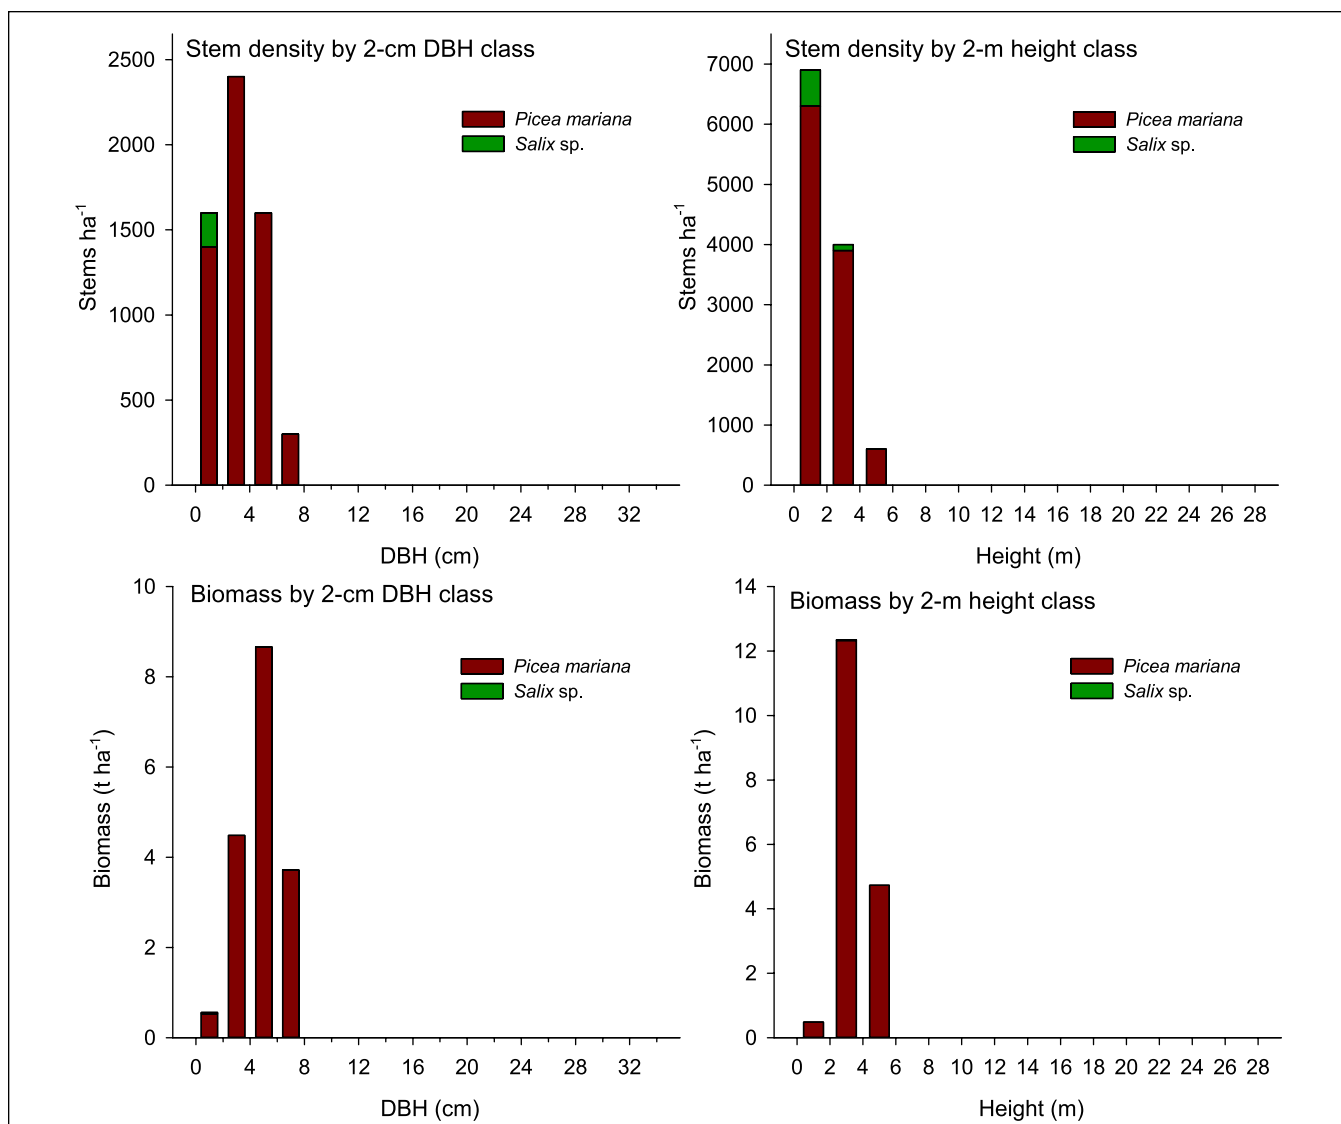 Stem density by 2-cm DBH class
2500
2000
1500
1000
500
0
Stems ha-1
Picea mariana
Salix sp.
0 4 8 12 16 20 24 28 32
DBH (cm)
Stem density by 2-m height class
7000
6000
5000
4000
3000
2000
1000
0
Stems ha-1
Picea mariana
Salix sp.
0 2 4 6 8 10 12 14 16 18 20 22 24 26 28
Height (m)
Biomass by 2-cm DBH class
10
8
6
4
2
0
Biomass (t ha-1)
Picea mariana
Salix sp.
0 4 8 12 16 20 24 28 32
DBH (cm)
Biomass by 2-m height class
14
12
10
8
6
4
2
0
Biomass (t ha-1)
Picea mariana
Salix sp.
0 2 4 6 8 10 12 14 16 18 20 22 24 26 28
Height (m)